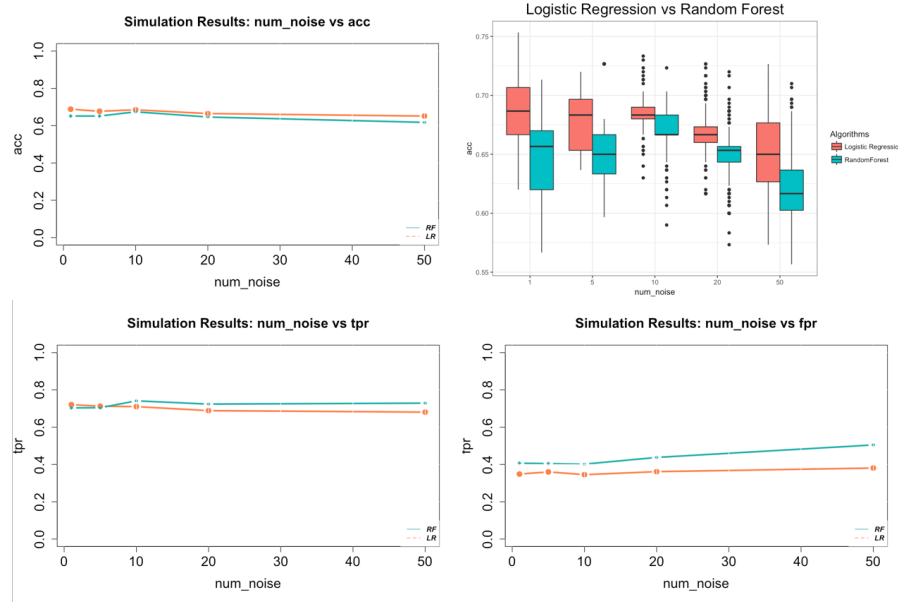 Simulation Results: num_noise vs acc
acc
0.0
0.2
0.4
0.6
0.8
1.0
0
10
20
30
40
50
num_noise
RF
LR
Logistic Regression vs Random Forest
acc
0.75
0.70
0.65
0.60
0.55
1
5
10
20
50
num_noise
Algorithms
Logistic Regressic
RandomForest
Simulation Results: num_noise vs tpr
tpr
0.0
0.2
0.4
0.6
0.8
1.0
0
10
20
30
40
50
num_noise
RF
LR
Simulation Results: num_noise vs fpr
fpr
0.0
0.2
0.4
0.6
0.8
1.0
0
10
20
30
40
50
num_noise
RF
LR